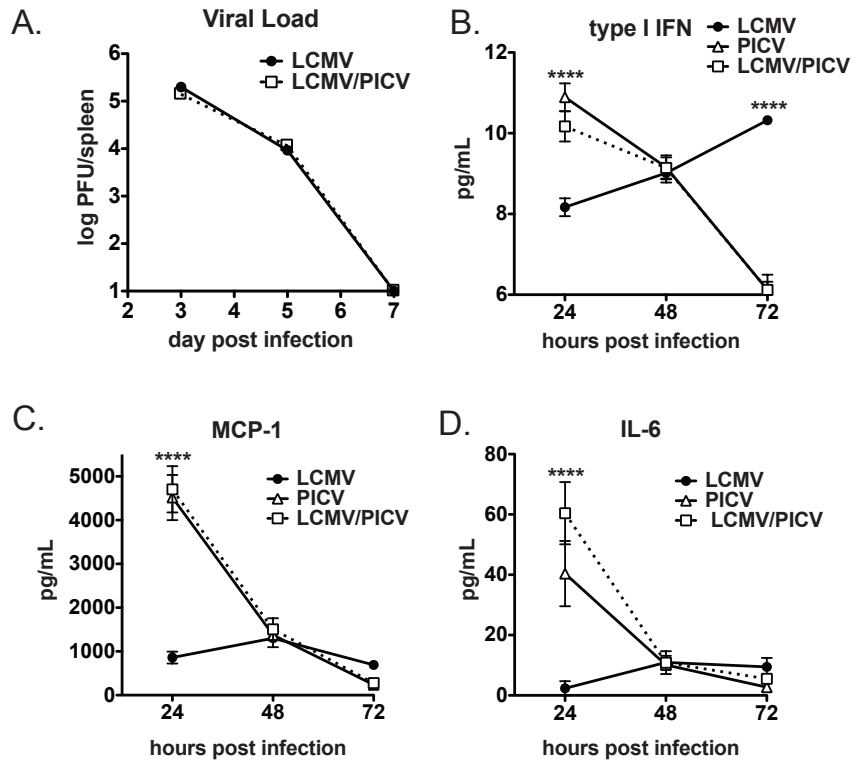 A.
Viral Load
LCMV
LCMV/PICV
log PFU/spleen
6
5
4
3
2
1
2 3 4 5 6 7
day post infection
B.
type I IFN
LCMV
PICV
LCMV/PICV
pg/mL
12
10
8
6
****
****
24 48 72
hours post infection
C.
MCP-1
LCMV
PICV
LCMV/PICV
pg/mL
5000
4000
3000
2000
1000
0
****
24 48 72
hours post infection
D.
IL-6
LCMV
PICV
LCMV/PICV
pg/mL
80
60
40
20
0
****
24 48 72
hours post infection